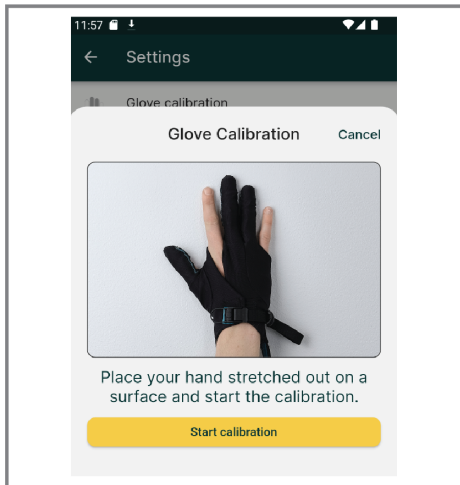 11:57
Settings
Glove calibration
Glove Calibration
Cancel
Place your hand stretched out on a
surface and start the calibration.
Start calibration